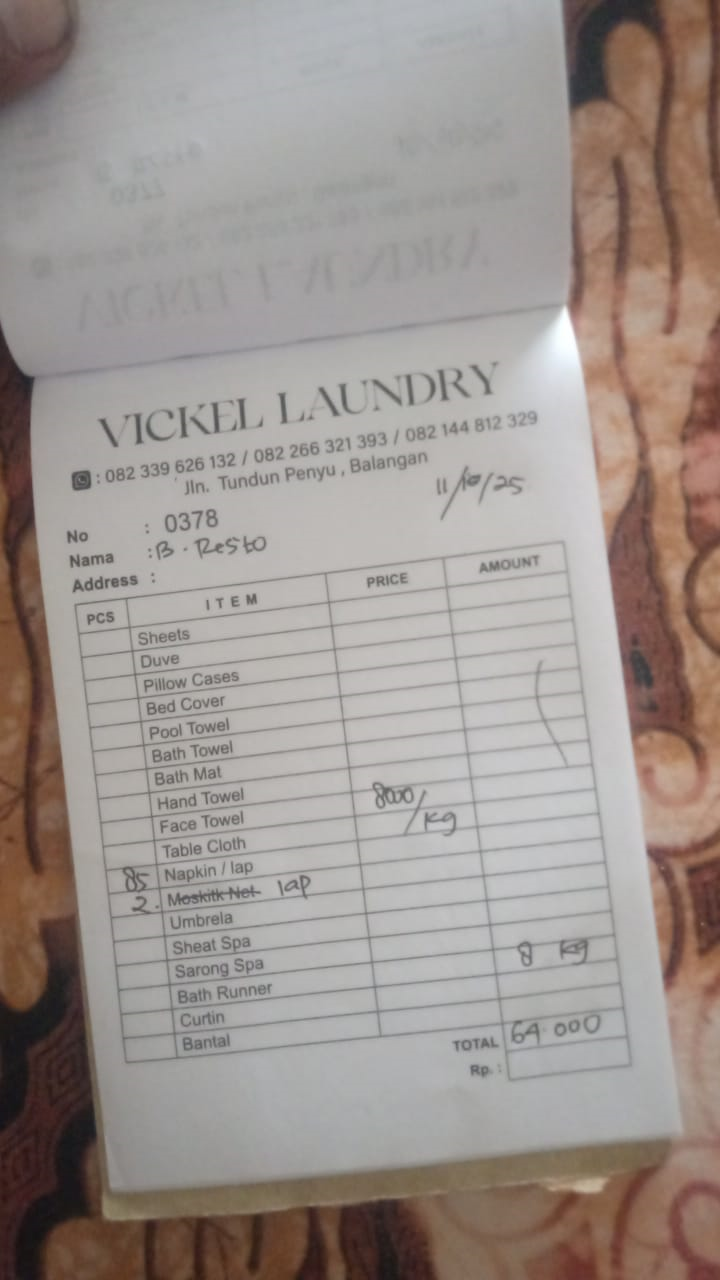 VICKEL LAUNDRY
: 082 339 626 132 / 082 266 321 393 / 082 144 812 329
Jln. Tundun Penyu , Balangan
11/10/25
No : 0378
Nama : B. Resto
Address :
PCS ITEM PRICE AMOUNT
Sheets
Duve
Pillow Cases
Bed Cover
Pool Towel
Bath Towel
Bath Mat
Hand Towel
Face Towel 8000/kg
Table Cloth
85 Napkin / lap
2. Moskitk Net lap
Umbrela
Sheat Spa
Sarong Spa 8 kg
Bath Runner
Curtin
Bantal
TOTAL 64.000
Rp. :